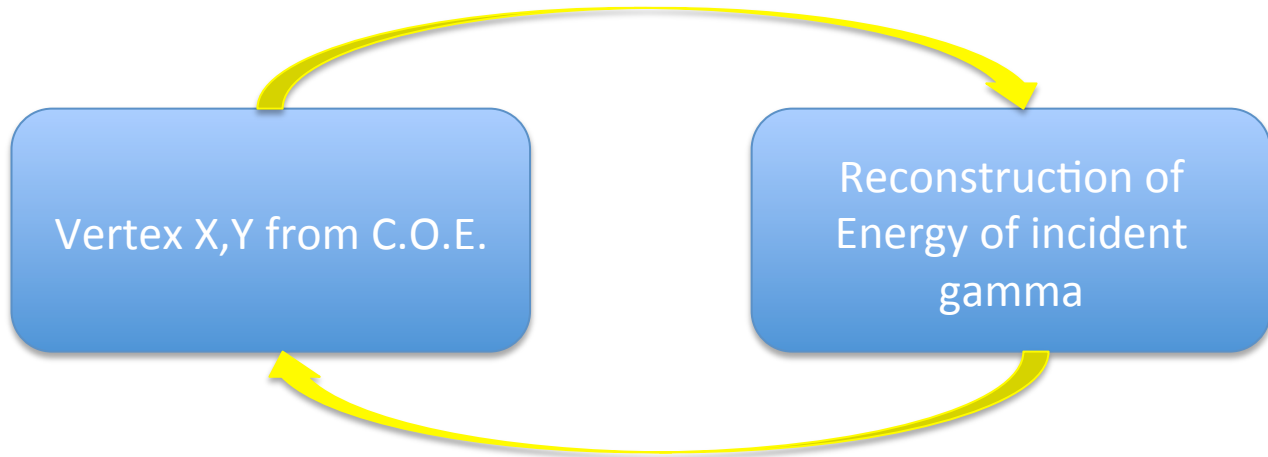 Vertex X,Y from C.O.E.
Reconstruction of
Energy of incident
gamma